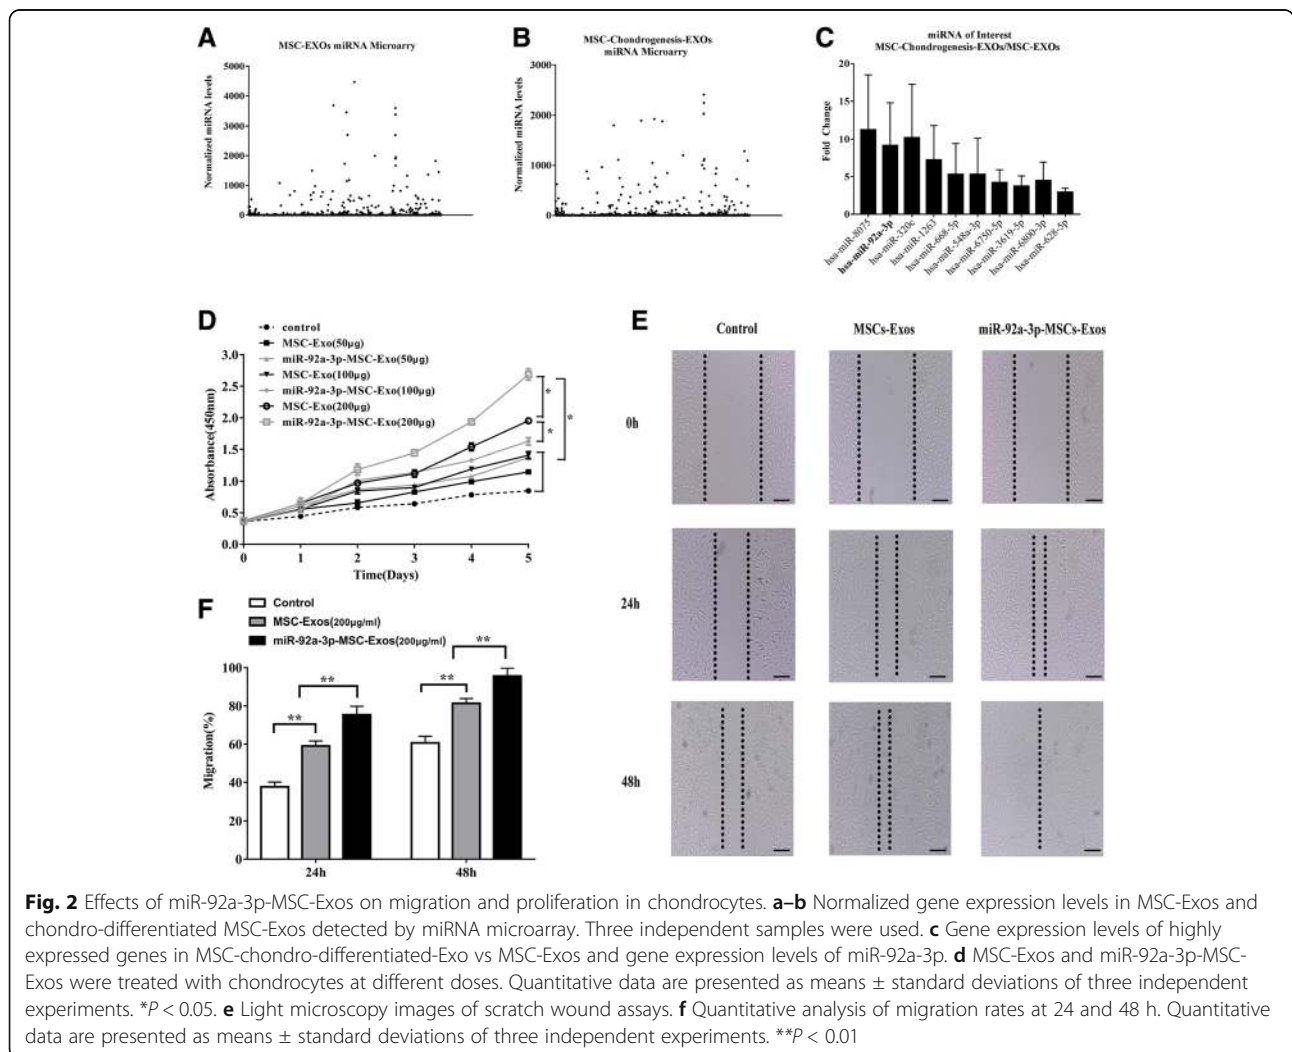 A
MSC-EXOs miRNA Microarry
Normalized miRNA levels
5000
4000
3000
2000
1000
0
B
MSC-Chondrogenesis-EXOs
miRNA Microarry
Normalized miRNA levels
3000
2000
1000
0
C
miRNA of Interest
MSC-Chondrogenesis-EXOs/MSC-EXOs
Fold Change
20
15
10
5
0
hsa-miR-8075
hsa-miR-92a-3p
hsa-miR-320c
hsa-miR-1263
hsa-miR-668-5p
hsa-miR-548a-3p
hsa-miR-6750-5p
hsa-miR-3619-5p
hsa-miR-6800-3p
hsa-miR-628-5p
D
control
MSC-Exo(50μg)
miR-92a-3p-MSC-Exo(50μg)
MSC-Exo(100μg)
miR-92a-3p-MSC-Exo(100μg)
MSC-Exo(200μg)
miR-92a-3p-MSC-Exo(200μg)
Absorbance(450nm)
3.0
2.5
2.0
1.5
1.0
0.5
0.0
*
*
*
0 1 2 3 4 5
Time(Days)
E
Control MSCs-Exos miR-92a-3p-MSCs-Exos
0h
24h
48h
F
Control
MSC-Exos(200μg/ml)
miR-92a-3p-MSC-Exos(200μg/ml)
Migration(%)
100
80
60
40
20
0
**
**
**
**
24h 48h
Fig. 2 Effects of miR-92a-3p-MSC-Exos on migration and proliferation in chondrocytes. a–b Normalized gene expression levels in MSC-Exos and
chondro-differentiated MSC-Exos detected by miRNA microarray. Three independent samples were used. c Gene expression levels of highly
expressed genes in MSC-chondro-differentiated-Exo vs MSC-Exos and gene expression levels of miR-92a-3p. d MSC-Exos and miR-92a-3p-MSC-
Exos were treated with chondrocytes at different doses. Quantitative data are presented as means ± standard deviations of three independent
experiments. *P < 0.05. e Light microscopy images of scratch wound assays. f Quantitative analysis of migration rates at 24 and 48 h. Quantitative
data are presented as means ± standard deviations of three independent experiments. **P < 0.01